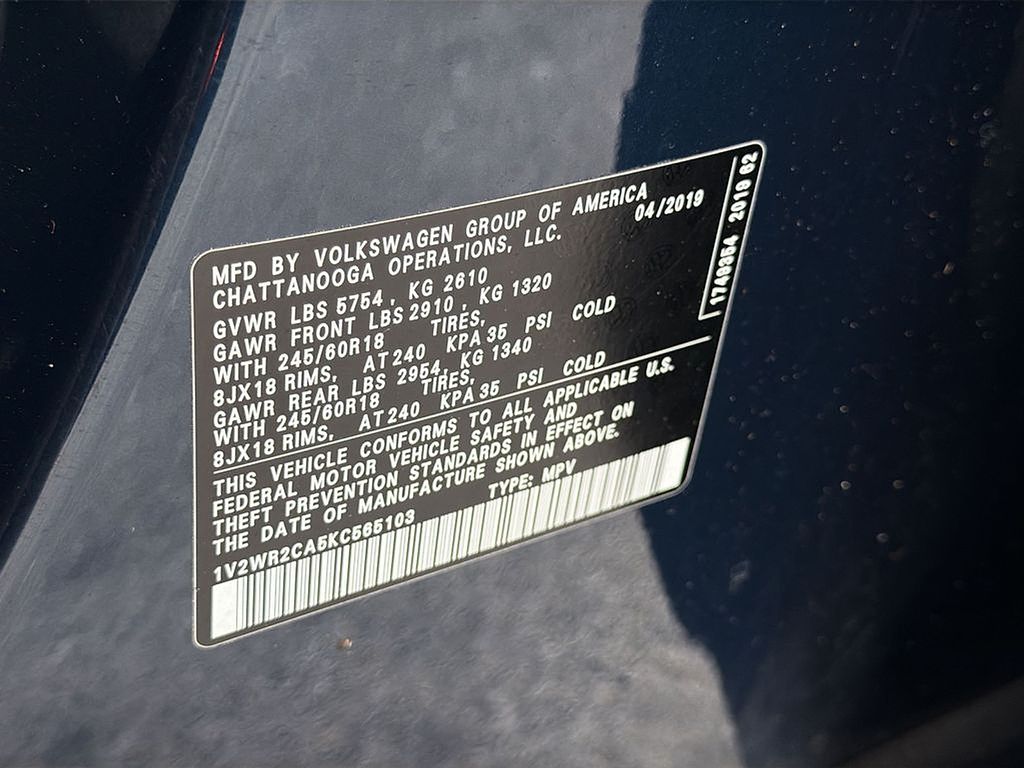 MFD BY VOLKSWAGEN GROUP OF AMERICA
CHATTANOOGA OPERATIONS, LLC. 04/2019
GVWR LBS 5754, KG 2610
GAWR FRONT LBS 2910, KG 1320
WITH 245/60R18 TIRES,
8JX18 RIMS, AT 240 KPA 35 PSI COLD
GAWR REAR LBS 2954, KG 1340
WITH 245/60R18 TIRES,
8JX18 RIMS, AT 240 KPA 35 PSI COLD
THIS VEHICLE CONFORMS TO ALL APPLICABLE U.S.
FEDERAL MOTOR VEHICLE SAFETY AND
THEFT PREVENTION STANDARDS IN EFFECT ON
THE DATE OF MANUFACTURE SHOWN ABOVE.
1V2WR2CA5KC565103 TYPE: MPV
1749354 2019 62